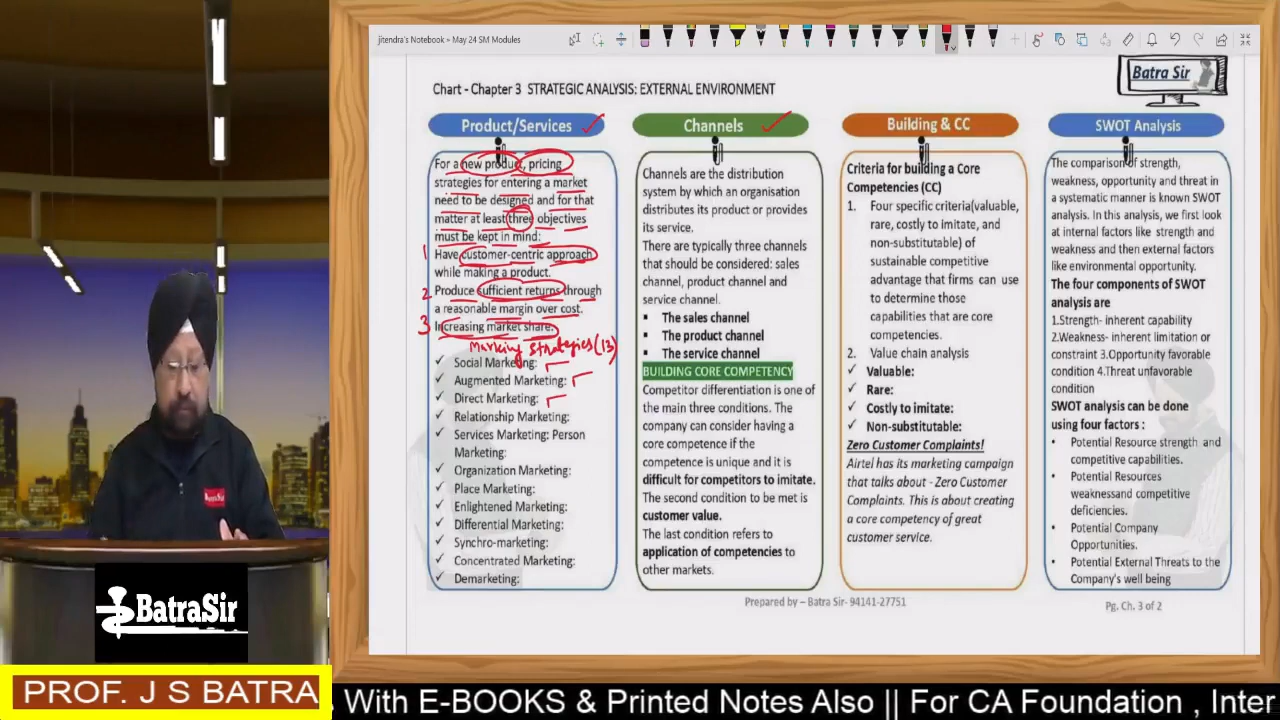 jitendra's Notebook » May 24 SM Modules
Batra Sir
Chart - Chapter 3 STRATEGIC ANALYSIS: EXTERNAL ENVIRONMENT
Product/Services
For a new product, pricing
strategies for entering a market
need to be designed and for that
matter at least three objectives
must be kept in mind:
1 Have customer-centric approach
while making a product.
2 Produce sufficient returns through
a reasonable margin over cost.
3 Increasing market share.
Marking strategies (13)
✓ Social Marketing:
✓ Augmented Marketing:
✓ Direct Marketing:
✓ Relationship Marketing:
✓ Services Marketing: Person
Marketing:
✓ Organization Marketing:
✓ Place Marketing:
✓ Enlightened Marketing:
✓ Differential Marketing:
✓ Synchro-marketing:
✓ Concentrated Marketing:
✓ Demarketing:
Channels
Channels are the distribution
system by which an organisation
distributes its product or provides
its service.
There are typically three channels
that should be considered: sales
channel, product channel and
service channel.
▪ The sales channel
▪ The product channel
▪ The service channel
BUILDING CORE COMPETENCY
Competitor differentiation is one of
the main three conditions. The
company can consider having a
core competence if the
competence is unique and it is
difficult for competitors to imitate.
The second condition to be met is
customer value.
The last condition refers to
application of competencies to
other markets.
Building & CC
Criteria for building a Core
Competencies (CC)
1. Four specific criteria(valuable,
rare, costly to imitate, and
non-substitutable) of
sustainable competitive
advantage that firms can use
to determine those
capabilities that are core
competencies.
2. Value chain analysis
✓ Valuable:
✓ Rare:
✓ Costly to imitate:
✓ Non-substitutable:
Zero Customer Complaints!
Airtel has its marketing campaign
that talks about - Zero Customer
Complaints. This is about creating
a core competency of great
customer service.
SWOT Analysis
The comparison of strength,
weakness, opportunity and threat in
a systematic manner is known SWOT
analysis. In this analysis, we first look
at internal factors like strength and
weakness and then external factors
like environmental opportunity.
The four components of SWOT
analysis are
1.Strength- inherent capability
2.Weakness- inherent limitation or
constraint 3.Opportunity favorable
condition 4.Threat unfavorable
condition
SWOT analysis can be done
using four factors :
• Potential Resource strength and
competitive capabilities.
• Potential Resources
weaknessand competitive
deficiencies.
• Potential Company
Opportunities.
• Potential External Threats to the
Company's well being
Prepared by – Batra Sir- 94141-27751
Pg. Ch. 3 of 2
BatraSir
BatraSir
PROF. J S BATRA
With E-BOOKS & Printed Notes Also || For CA Foundation , Inter